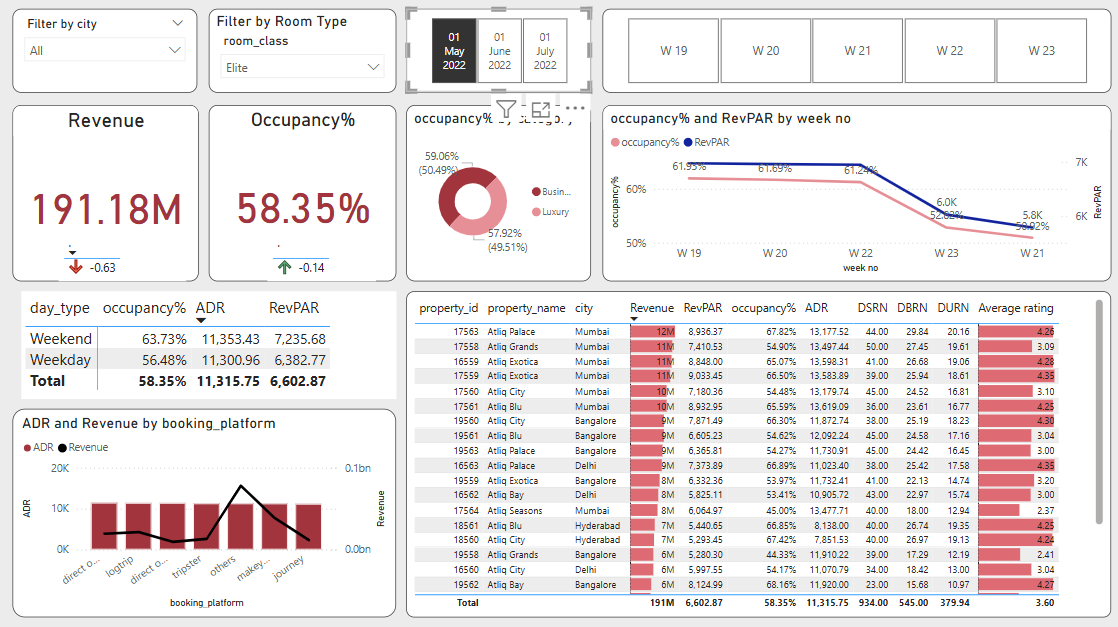 Filter by city
All
Filter by Room Type
room_class
Elite
01 May 2022
01 June 2022
01 July 2022
W 19
W 20
W 21
W 22
W 23
Revenue
191.18M
-0.63
Occupancy%
58.35%
-0.14
occupancy% by category
59.06%
(50.49%)
57.92%
(49.51%)
Busin...
Luxury
occupancy% and RevPAR by week no
occupancy% RevPAR
61.93%
61.69%
61.24%
6.0K
52.82%
5.8K
50.92%
60%
50%
7K
6K
occupancy%
RevPAR
W 19 W 20 W 22 W 23 W 21
week no
day_type occupancy% ADR RevPAR
Weekend 63.73% 11,353.43 7,235.68
Weekday 56.48% 11,300.96 6,382.77
Total 58.35% 11,315.75 6,602.87
ADR and Revenue by booking_platform
ADR Revenue
20K
10K
0K
0.1bn
0.0bn
ADR
Revenue
direct o... logtrip direct o... tripster others makey... journey
booking_platform
property_id property_name city Revenue RevPAR occupancy% ADR DSRN DBRN DURN Average rating
17563 Atliq Palace Mumbai 12M 8,936.37 67.82% 13,177.52 44.00 29.84 20.16 4.26
17558 Atliq Grands Mumbai 11M 7,410.53 54.90% 13,497.44 50.00 27.45 19.61 3.09
16559 Atliq Exotica Mumbai 11M 8,848.00 65.07% 13,598.31 41.00 26.68 19.06 4.28
17559 Atliq Exotica Mumbai 11M 9,033.45 66.50% 13,583.89 39.00 25.94 18.61 4.35
17560 Atliq City Mumbai 10M 7,180.36 54.48% 13,179.74 45.00 24.52 16.81 3.10
17561 Atliq Blu Mumbai 10M 8,932.95 65.59% 13,619.09 36.00 23.61 16.77 4.25
19560 Atliq City Bangalore 9M 7,871.49 66.30% 11,872.74 38.00 25.19 18.23 4.30
19561 Atliq Blu Bangalore 9M 6,605.23 54.62% 12,092.24 45.00 24.58 17.16 3.04
19563 Atliq Palace Bangalore 9M 6,365.81 54.27% 11,730.91 45.00 24.42 16.45 3.00
16563 Atliq Palace Delhi 9M 7,373.89 66.89% 11,023.40 38.00 25.42 17.58 4.35
19559 Atliq Exotica Bangalore 8M 6,332.36 53.97% 11,732.41 41.00 22.13 14.74 3.20
16562 Atliq Bay Delhi 8M 5,825.11 53.41% 10,905.72 43.00 22.97 15.74 3.00
17564 Atliq Seasons Mumbai 8M 6,064.97 45.00% 13,477.71 40.00 18.00 12.94 2.37
18561 Atliq Blu Hyderabad 7M 5,440.65 66.85% 8,138.00 40.00 26.74 19.35 4.25
18560 Atliq City Hyderabad 7M 5,293.45 67.42% 7,851.53 40.00 26.97 19.13 4.24
19558 Atliq Grands Bangalore 6M 5,280.30 44.33% 11,910.22 39.00 17.29 12.19 2.41
16560 Atliq City Delhi 6M 5,997.55 54.17% 11,070.79 34.00 18.42 13.00 3.04
19562 Atliq Bay Bangalore 6M 8,124.99 68.16% 11,920.00 23.00 15.68 10.97 4.27
Total 191M 6,602.87 58.35% 11,315.75 934.00 545.00 379.94 3.60